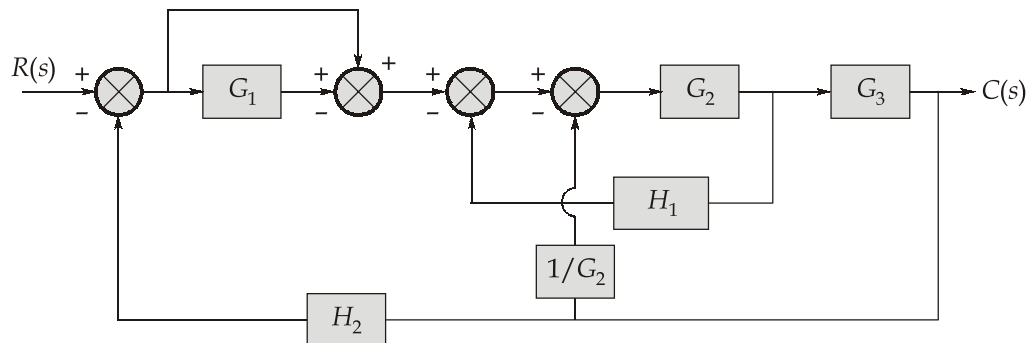 +
R(s) + G₁ + + + G₂ G₃ C(s)
− − − −
H₁
1/G₂
H₂